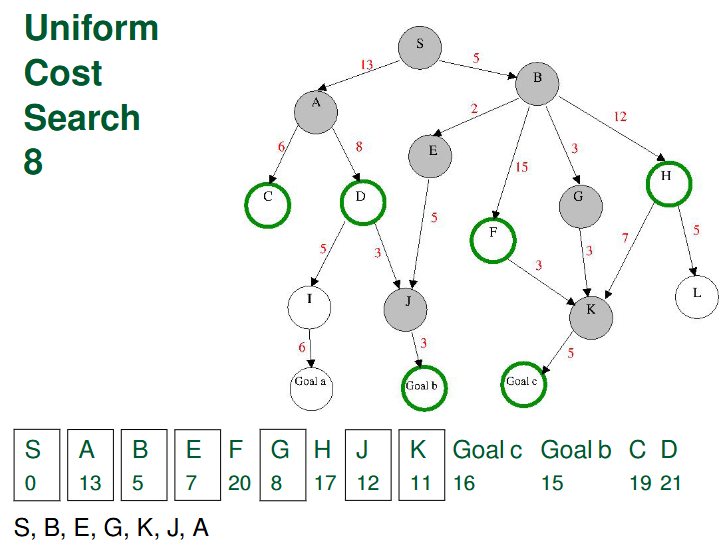 Uniform
Cost
Search
8
S
13
5
B
A
2
12
6
8
E
15
3
H
C
D
G
5
F
7
5
5
3
3
3
I
J
K
L
6
3
5
Goal a
Goal b
Goal c
S A B E F G H J K Goal c Goal b C D
0 13 5 7 20 8 17 12 11 16 15 19 21
S, B, E, G, K, J, A